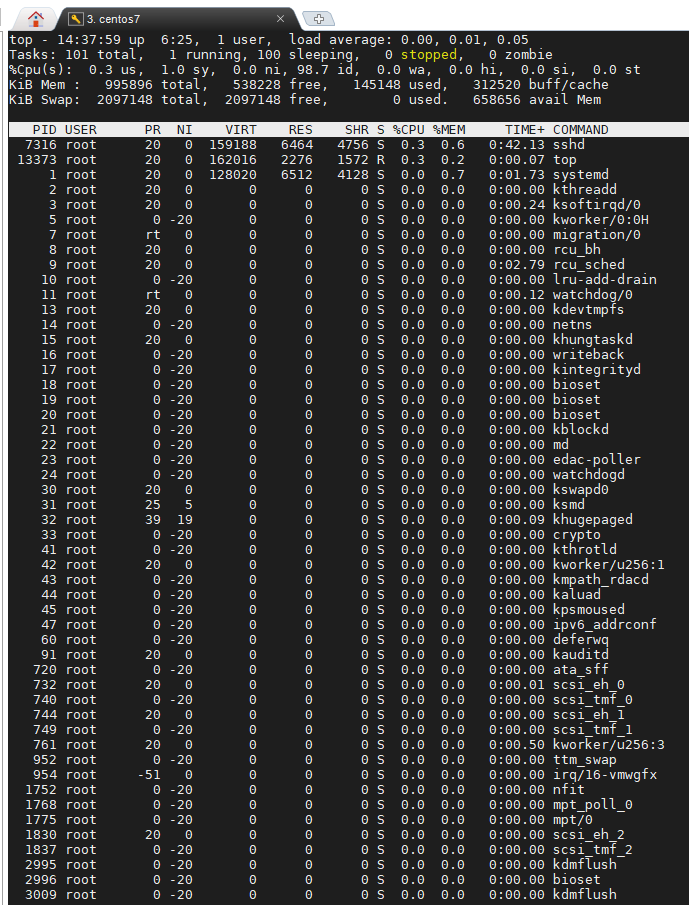 3. centos7
top - 14:37:59 up  6:25,  1 user,  load average: 0.00, 0.01, 0.05
Tasks: 101 total,   1 running, 100 sleeping,   0 stopped,   0 zombie
%Cpu(s):  0.3 us,  1.0 sy,  0.0 ni, 98.7 id,  0.0 wa,  0.0 hi,  0.0 si,  0.0 st
KiB Mem :   995896 total,   538228 free,   145148 used,   312520 buff/cache
KiB Swap:  2097148 total,  2097148 free,        0 used.   658656 avail Mem
PID USER PR NI VIRT RES SHR S %CPU %MEM TIME+ COMMAND
7316 root 20 0 159188 6464 4756 S 0.3 0.6 0:42.13 sshd
13373 root 20 0 162016 2276 1572 R 0.3 0.2 0:00.07 top
1 root 20 0 128020 6512 4128 S 0.0 0.7 0:01.73 systemd
2 root 20 0 0 0 0 S 0.0 0.0 0:00.00 kthreadd
3 root 20 0 0 0 0 S 0.0 0.0 0:00.24 ksoftirqd/0
5 root 0 -20 0 0 0 S 0.0 0.0 0:00.00 kworker/0:0H
7 root rt 0 0 0 0 S 0.0 0.0 0:00.00 migration/0
8 root 20 0 0 0 0 S 0.0 0.0 0:00.00 rcu_bh
9 root 20 0 0 0 0 S 0.0 0.0 0:02.79 rcu_sched
10 root 0 -20 0 0 0 S 0.0 0.0 0:00.00 lru-add-drain
11 root rt 0 0 0 0 S 0.0 0.0 0:00.12 watchdog/0
13 root 20 0 0 0 0 S 0.0 0.0 0:00.00 kdevtmpfs
14 root 0 -20 0 0 0 S 0.0 0.0 0:00.00 netns
15 root 20 0 0 0 0 S 0.0 0.0 0:00.00 khungtaskd
16 root 0 -20 0 0 0 S 0.0 0.0 0:00.00 writeback
17 root 0 -20 0 0 0 S 0.0 0.0 0:00.00 kintegrityd
18 root 0 -20 0 0 0 S 0.0 0.0 0:00.00 bioset
19 root 0 -20 0 0 0 S 0.0 0.0 0:00.00 bioset
20 root 0 -20 0 0 0 S 0.0 0.0 0:00.00 bioset
21 root 0 -20 0 0 0 S 0.0 0.0 0:00.00 kblockd
22 root 0 -20 0 0 0 S 0.0 0.0 0:00.00 md
23 root 0 -20 0 0 0 S 0.0 0.0 0:00.00 edac-poller
24 root 0 -20 0 0 0 S 0.0 0.0 0:00.00 watchdogd
30 root 20 0 0 0 0 S 0.0 0.0 0:00.00 kswapd0
31 root 25 5 0 0 0 S 0.0 0.0 0:00.00 ksmd
32 root 39 19 0 0 0 S 0.0 0.0 0:00.09 khugepaged
33 root 0 -20 0 0 0 S 0.0 0.0 0:00.00 crypto
41 root 0 -20 0 0 0 S 0.0 0.0 0:00.00 kthrotld
42 root 20 0 0 0 0 S 0.0 0.0 0:00.00 kworker/u256:1
43 root 0 -20 0 0 0 S 0.0 0.0 0:00.00 kmpath_rdacd
44 root 0 -20 0 0 0 S 0.0 0.0 0:00.00 kaluad
45 root 0 -20 0 0 0 S 0.0 0.0 0:00.00 kpsmoused
47 root 0 -20 0 0 0 S 0.0 0.0 0:00.00 ipv6_addrconf
60 root 0 -20 0 0 0 S 0.0 0.0 0:00.00 deferwq
91 root 20 0 0 0 0 S 0.0 0.0 0:00.00 kauditd
720 root 0 -20 0 0 0 S 0.0 0.0 0:00.00 ata_sff
732 root 20 0 0 0 0 S 0.0 0.0 0:00.01 scsi_eh_0
740 root 0 -20 0 0 0 S 0.0 0.0 0:00.00 scsi_tmf_0
744 root 20 0 0 0 0 S 0.0 0.0 0:00.00 scsi_eh_1
749 root 0 -20 0 0 0 S 0.0 0.0 0:00.00 scsi_tmf_1
761 root 20 0 0 0 0 S 0.0 0.0 0:00.50 kworker/u256:3
952 root 0 -20 0 0 0 S 0.0 0.0 0:00.00 ttm_swap
954 root -51 0 0 0 0 S 0.0 0.0 0:00.00 irq/16-vmwgfx
1752 root 0 -20 0 0 0 S 0.0 0.0 0:00.00 nfit
1768 root 0 -20 0 0 0 S 0.0 0.0 0:00.00 mpt_poll_0
1775 root 0 -20 0 0 0 S 0.0 0.0 0:00.00 mpt/0
1830 root 20 0 0 0 0 S 0.0 0.0 0:00.00 scsi_eh_2
1837 root 0 -20 0 0 0 S 0.0 0.0 0:00.00 scsi_tmf_2
2995 root 0 -20 0 0 0 S 0.0 0.0 0:00.00 kdmflush
2996 root 0 -20 0 0 0 S 0.0 0.0 0:00.00 bioset
3009 root 0 -20 0 0 0 S 0.0 0.0 0:00.00 kdmflush